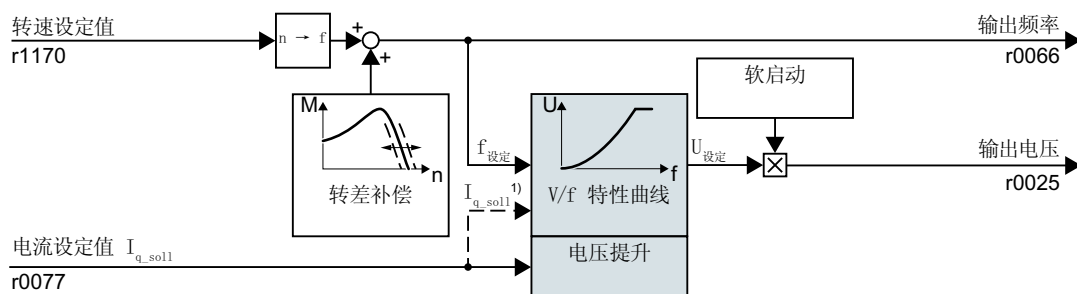 转速设定值
r1170
n → f
+
+
输出频率
r0066
软启动
M
n
转差补偿
U
f
f设定
U设定
V/f 特性曲线
I q_soll 1)
输出电压
r0025
电压提升
电流设定值 I q_soll
r0077